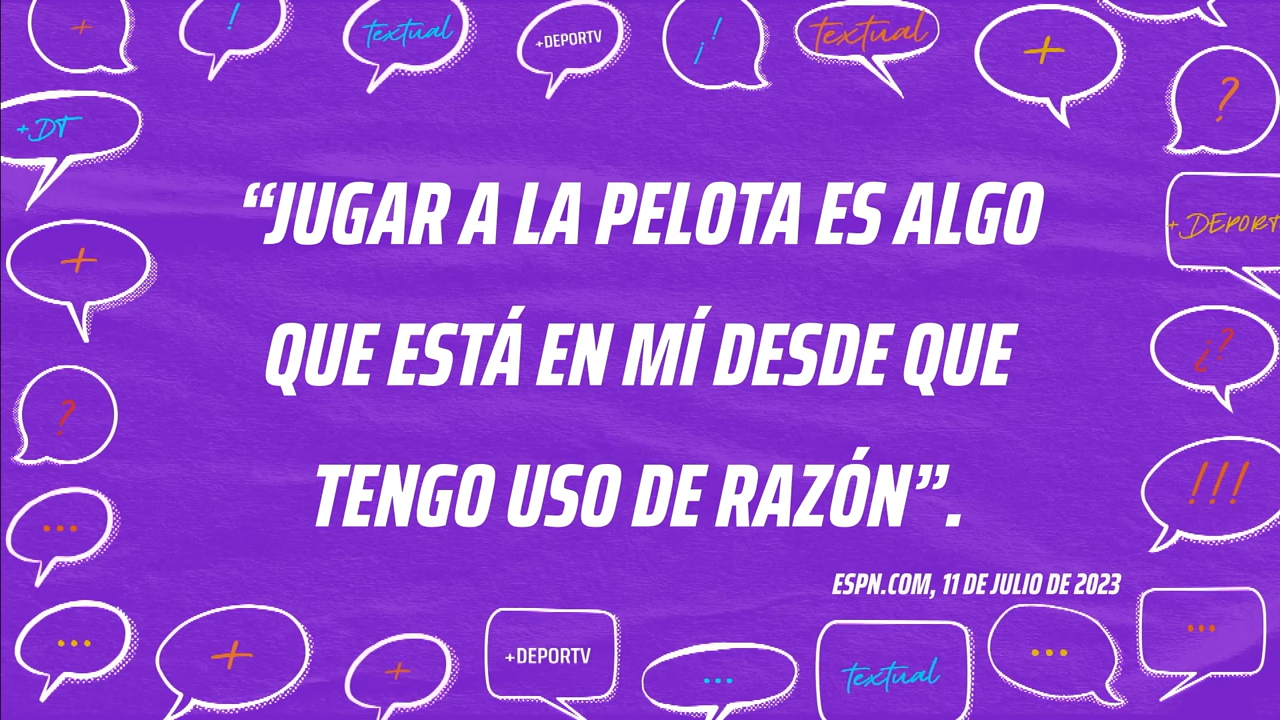 +
!
textual
+DEPORTV
¡!
textual
+
?
+DT
+ DEPORT
“JUGAR A LA PELOTA ES ALGO
QUE ESTÁ EN MÍ DESDE QUE
TENGO USO DE RAZÓN”.
+
¿?
?
!!!
...
ESPN.COM, 11 DE JULIO DE 2023
...
+
+
+DEPORTV
...
textual
...
...